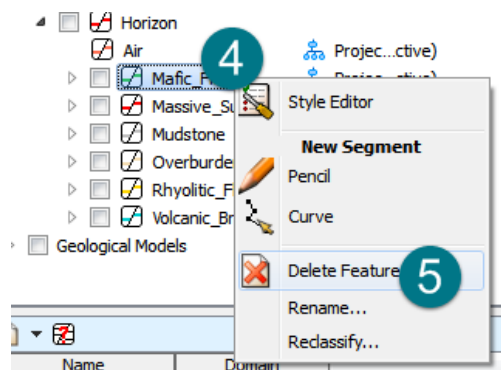 Horizon
Air
Projec...ctive)
4
Mafic_F
Massive_Su
Mudstone
Overburde
Rhyolitic_F
Volcanic_Br
Geological Models
Style Editor
New Segment
Pencil
Curve
Delete Feature
5
Rename...
Reclassify...
Name
Domain